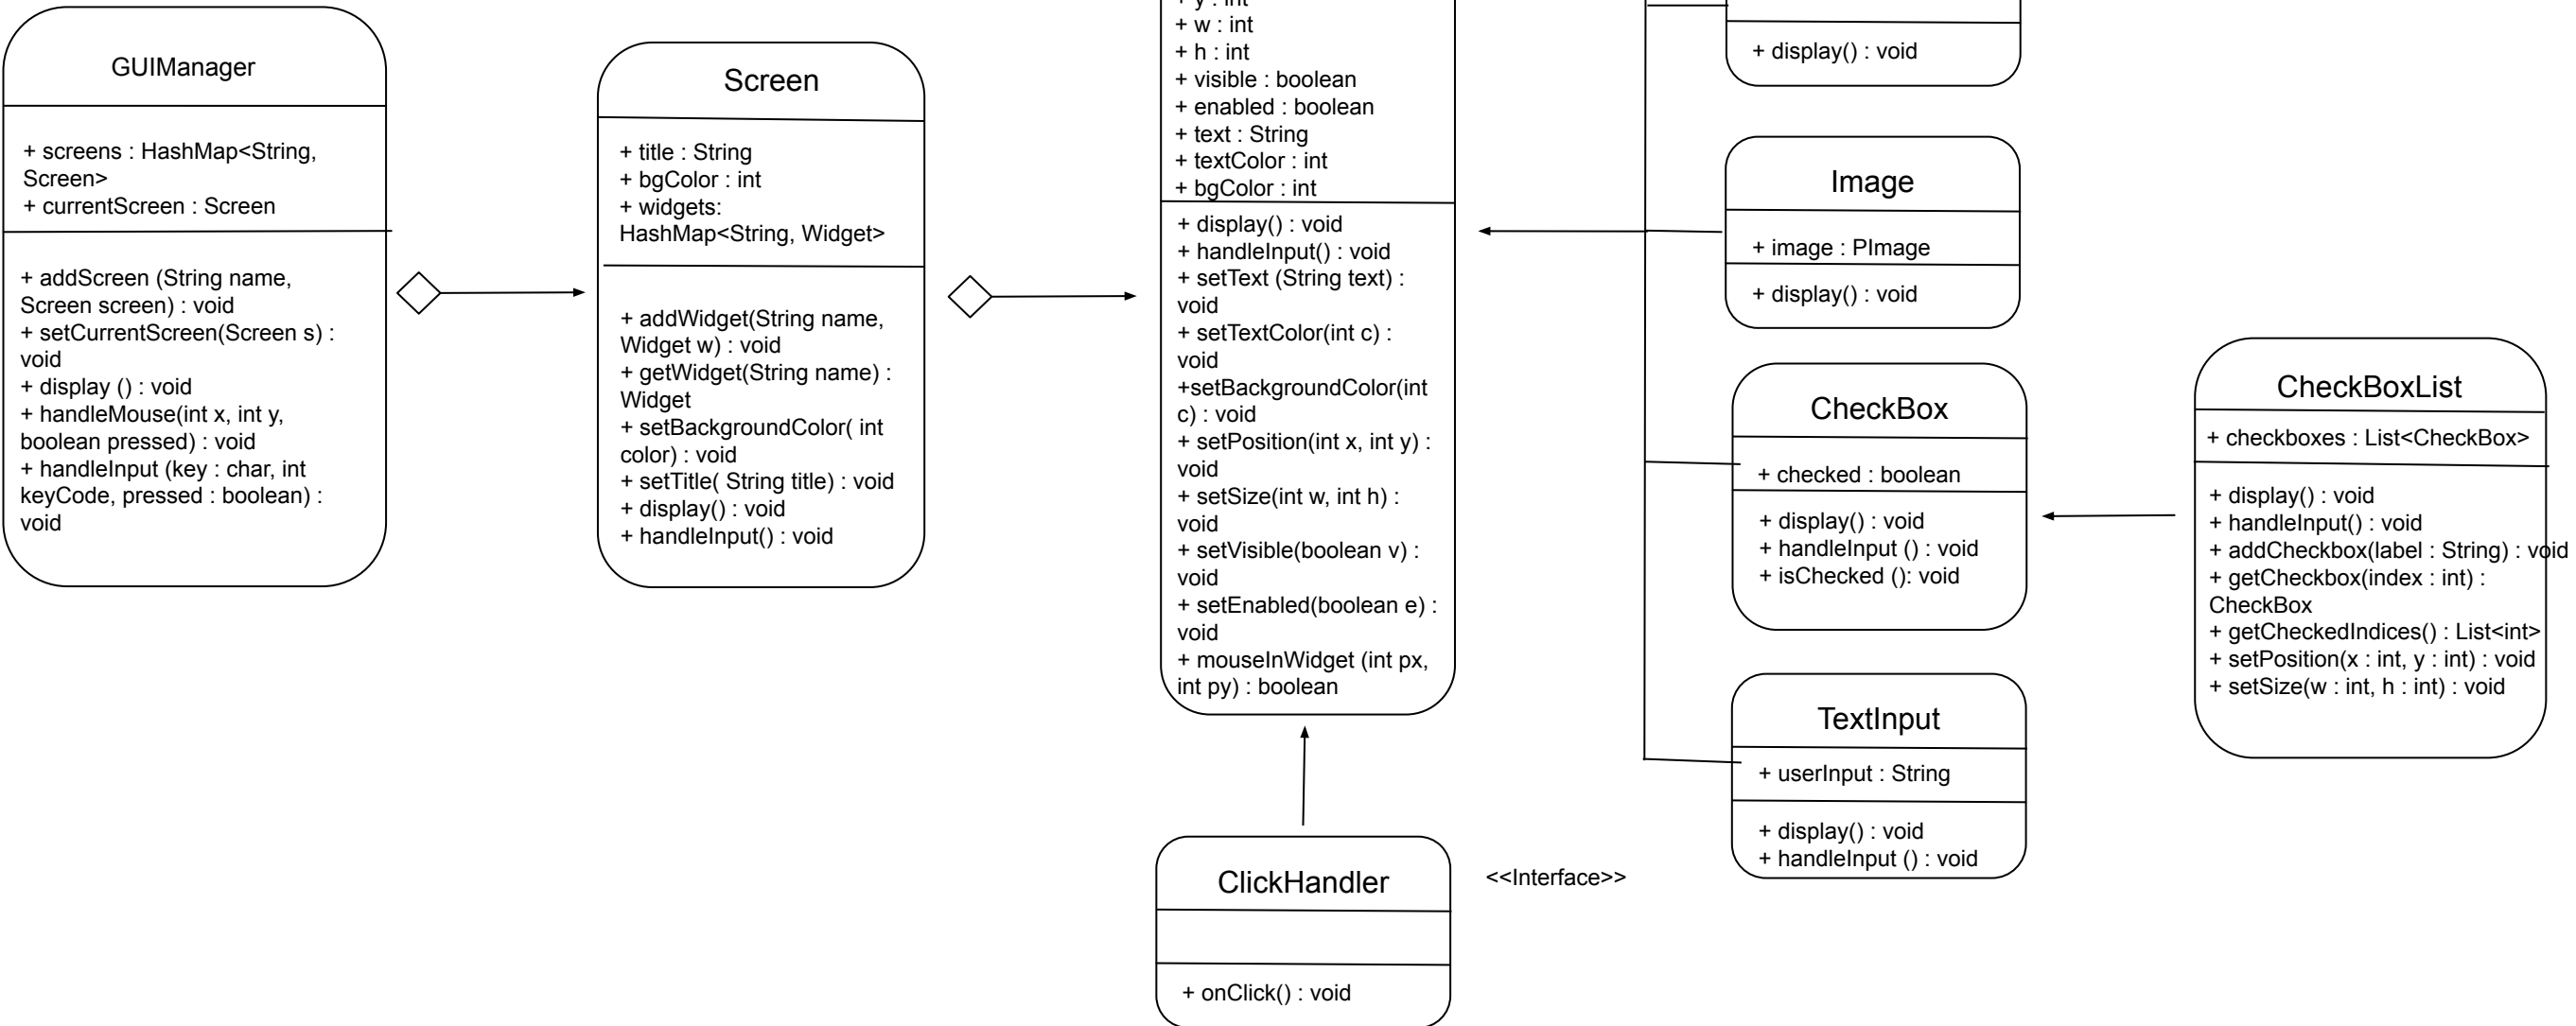 GUIManager
+ screens : HashMap<String,
Screen>
+ currentScreen : Screen
+ addScreen (String name,
Screen screen) : void
+ setCurrentScreen(Screen s) :
void
+ display () : void
+ handleMouse(int x, int y,
boolean pressed) : void
+ handleInput (key : char, int
keyCode, pressed : boolean) :
void
Screen
+ title : String
+ bgColor : int
+ widgets:
HashMap<String, Widget>
+ addWidget(String name,
Widget w) : void
+ getWidget(String name) :
Widget
+ setBackgroundColor( int
color) : void
+ setTitle( String title) : void
+ display() : void
+ handleInput() : void
+ y : int
+ w : int
+ h : int
+ visible : boolean
+ enabled : boolean
+ text : String
+ textColor : int
+ bgColor : int
+ display() : void
+ handleInput() : void
+ setText (String text) :
void
+ setTextColor(int c) :
void
+setBackgroundColor(int
c) : void
+ setPosition(int x, int y) :
void
+ setSize(int w, int h) :
void
+ setVisible(boolean v) :
void
+ setEnabled(boolean e) :
void
+ mouseInWidget (int px,
int py) : boolean
ClickHandler
+ onClick() : void
<<Interface>>
+ display() : void
Image
+ image : PImage
+ display() : void
CheckBox
+ checked : boolean
+ display() : void
+ handleInput () : void
+ isChecked (): void
TextInput
+ userInput : String
+ display() : void
+ handleInput () : void
CheckBoxList
+ checkboxes : List<CheckBox>
+ display() : void
+ handleInput() : void
+ addCheckbox(label : String) : void
+ getCheckbox(index : int) :
CheckBox
+ getCheckedIndices() : List<int>
+ setPosition(x : int, y : int) : void
+ setSize(w : int, h : int) : void